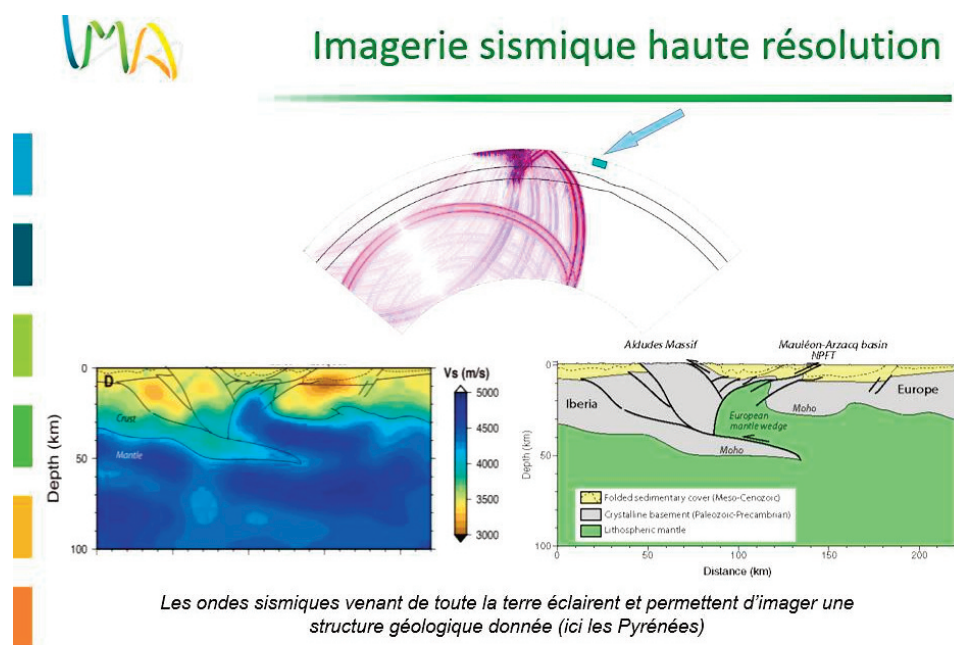 IMA
Imagerie sismique haute résolution
D
Vs (m/s)
0
50
100
Depth (km)
Crust
Mantle
5000
4500
4000
3500
3000
Aldudes Massif
Mauléon-Arzacq basin
NPFT
Iberia
Europe
European
mantle wedge
Moho
Moho
0
50
100
Depth (km)
Folded sedimentary cover (Meso-Cenozoic)
Crystalline basement (Paleozoic-Precambrian)
Lithospheric mantle
0
50
100
150
200
Distance (km)
Les ondes sismiques venant de toute la terre éclairent et permettent d'imager une
structure géologique donnée (ici les Pyrénées)